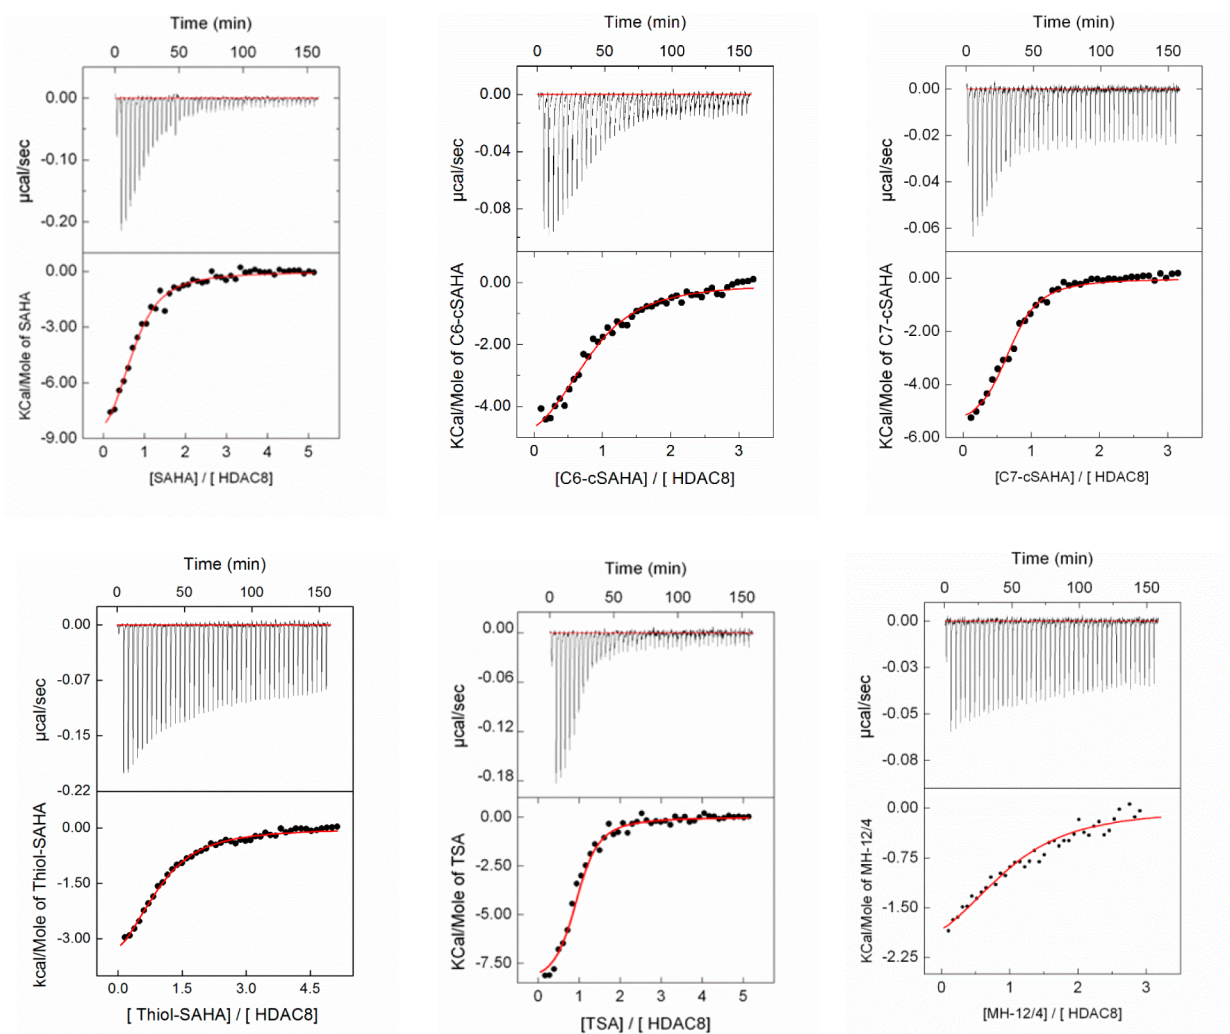 Time (min)
0 50 100 150
0.00
-0.10
-0.20
µcal/sec
0.00
-3.00
-6.00
-9.00
KCal/Mole of SAHA
0 1 2 3 4 5
[SAHA] / [ HDAC8]
Time (min)
0 50 100 150
0.00
-0.04
-0.08
µcal/sec
0.00
-2.00
-4.00
KCal/Mole of C6-cSAHA
0 1 2 3
[C6-cSAHA] / [ HDAC8]
Time (min)
0 50 100 150
0.00
-0.02
-0.04
-0.06
µcal/sec
0.00
-2.00
-4.00
-6.00
KCal/Mole of C7-cSAHA
0 1 2 3
[C7-cSAHA] / [ HDAC8]
Time (min)
0 50 100 150
0.00
-0.07
-0.15
-0.22
µcal/sec
0.00
-1.50
-3.00
kcal/Mole of Thiol-SAHA
0.0 1.5 3.0 4.5
[ Thiol-SAHA] / [ HDAC8]
Time (min)
0 50 100 150
0.00
-0.06
-0.12
-0.18
µcal/sec
0.00
-2.50
-5.00
-7.50
KCal/Mole of TSA
0 1 2 3 4 5
[TSA] / [ HDAC8]
Time (min)
0 50 100 150
0.00
-0.03
-0.05
-0.08
µcal/sec
0.00
-0.75
-1.50
-2.25
KCal/Mole of MH-12/4
0 1 2 3
[MH-12/4] / [ HDAC8]